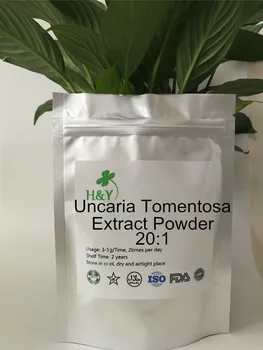 H&Y
Uncaria Tomentosa
Extract Powder
20:1
Usage: 3-5g/Time, 2times per day
Shelf Time: 2 years
Store in cool, dry and airtight place
ISO FDA